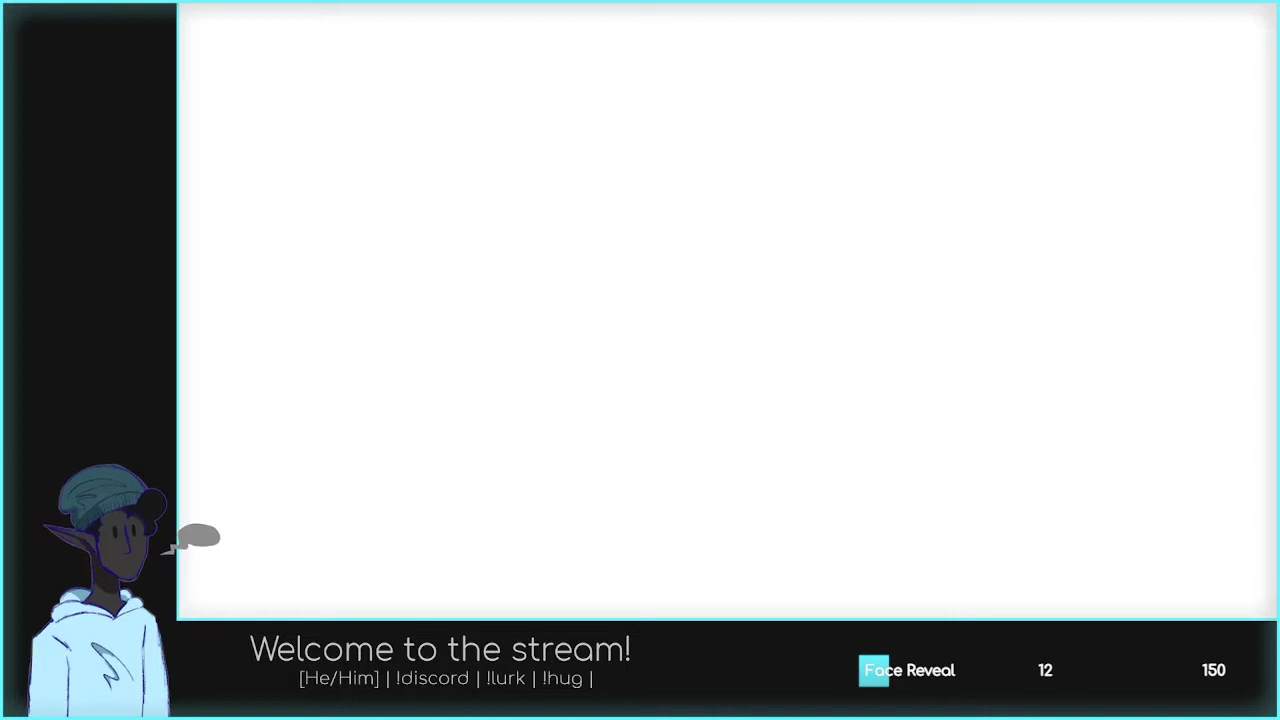 Welcome to the stream!
[He/Him] | !discord | !lurk | !hug |
Face Reveal 12 150